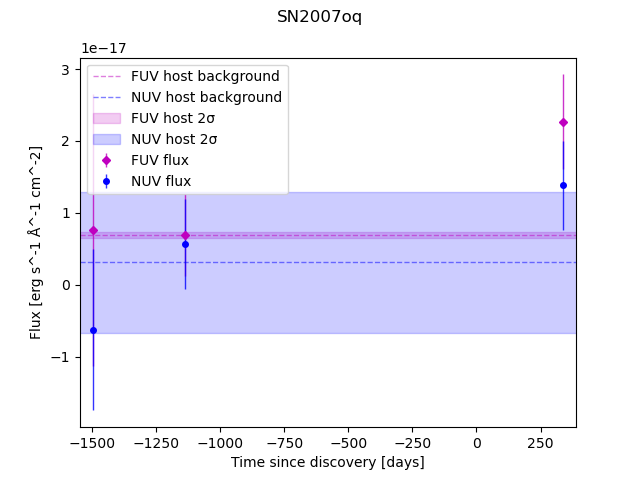 SN2007oq
1e−17
3
2
1
0
−1
Flux [erg s^-1 Å^-1 cm^-2]
FUV host background
NUV host background
FUV host 2σ
NUV host 2σ
FUV flux
NUV flux
−1500 −1250 −1000 −750 −500 −250 0 250
Time since discovery [days]